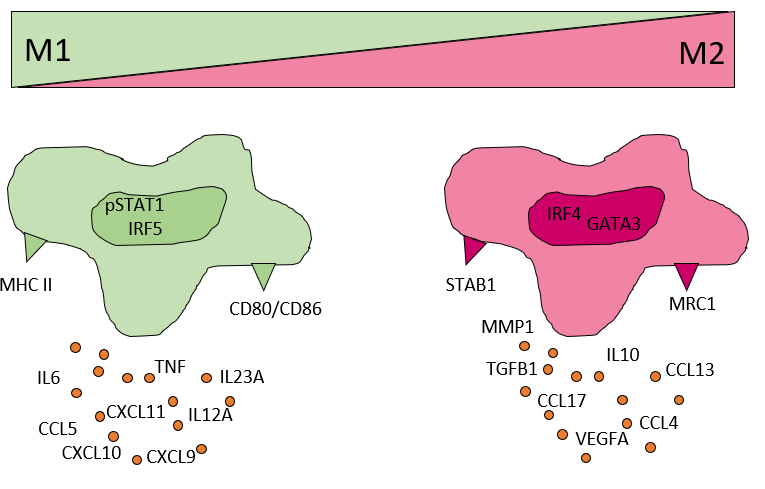 M1
M2
pSTAT1
IRF5
MHC II
CD80/CD86
IL6
TNF
IL23A
CXCL11
IL12A
CCL5
CXCL10
CXCL9
IRF4
GATA3
STAB1
MRC1
MMP1
IL10
TGFB1
CCL13
CCL17
CCL4
VEGFA